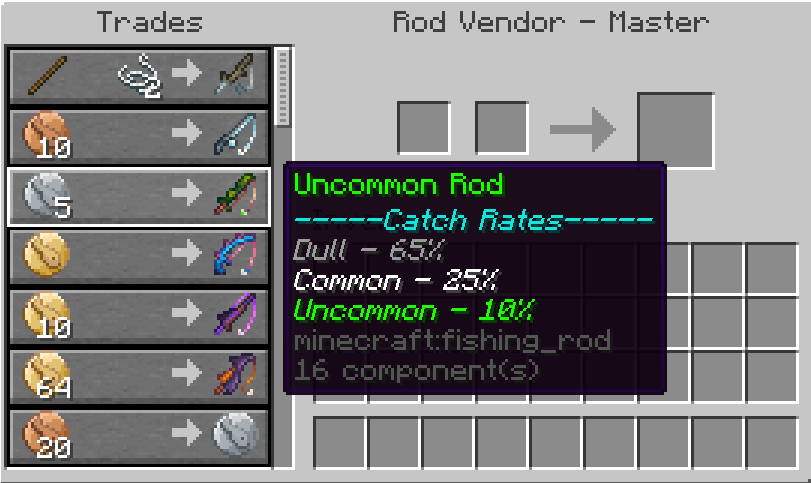 Trades
Rod Vendor - Master
2
10
5
10
64
20
Uncommon Rod
-----Catch Rates-----
Dull - 65%
Common - 25%
Uncommon - 10%
minecraft:fishing_rod
16 component(s)